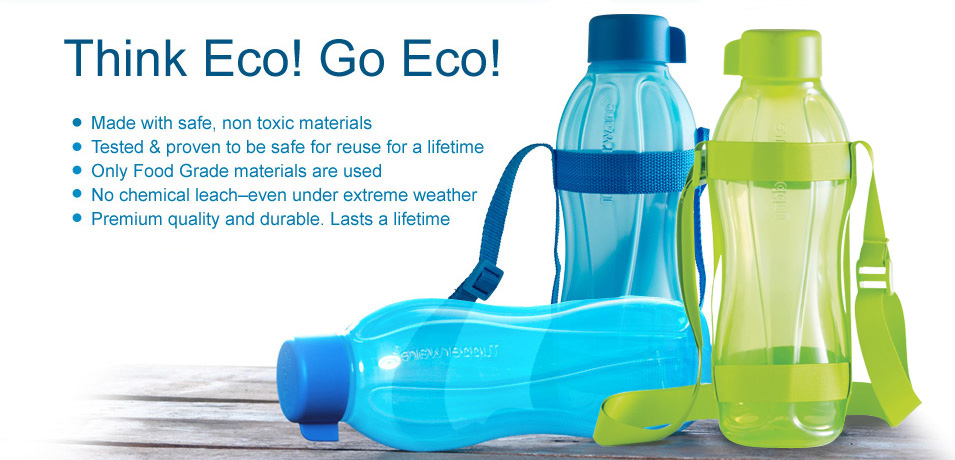 Think Eco! Go Eco!
Made with safe, non toxic materials
Tested & proven to be safe for reuse for a lifetime
Only Food Grade materials are used
No chemical leach–even under extreme weather
Premium quality and durable. Lasts a lifetime
Tupperware